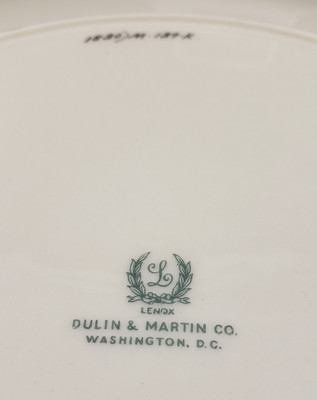 L
LENOX
DULIN & MARTIN CO.
WASHINGTON, D.C.